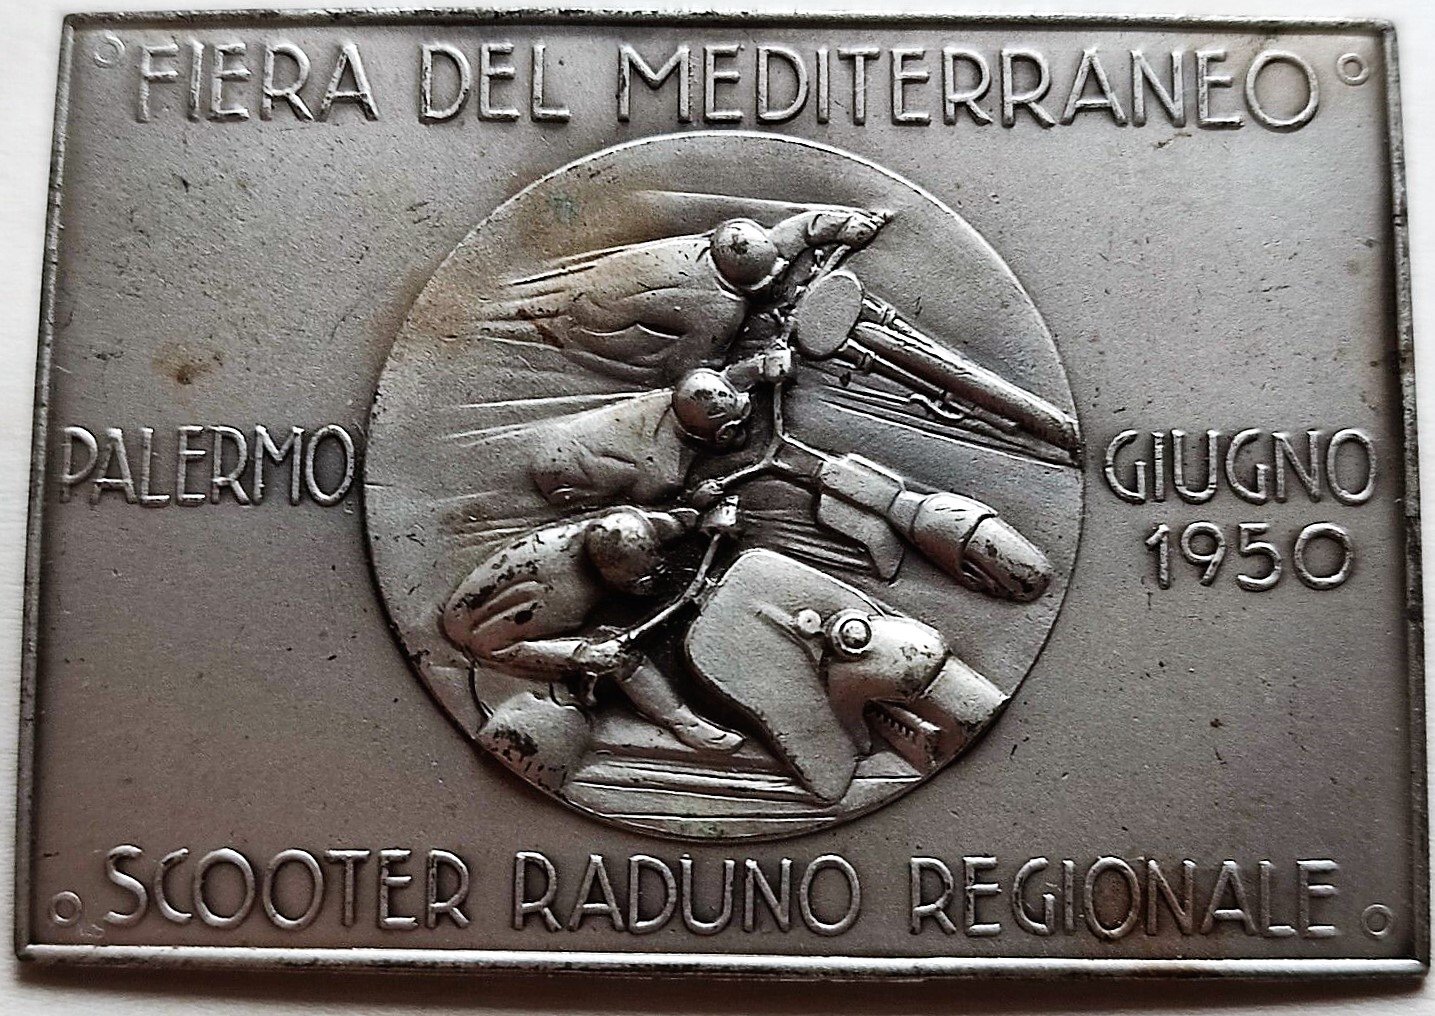 FIERA DEL MEDITERRANEO
PALERMO
GIUGNO
1950
SCOOTER RADUNO REGIONALE